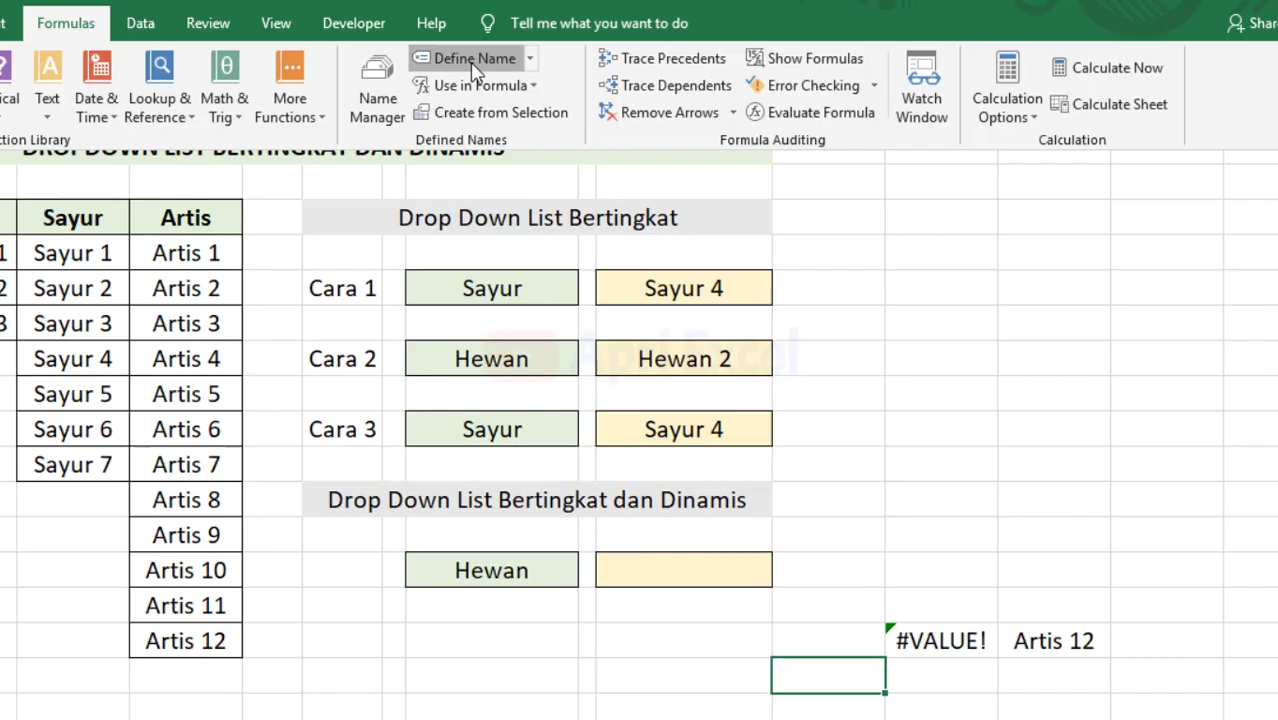 Formulas Data Review View Developer Help Tell me what you want to do Shar
Define Name Trace Precedents Show Formulas
Calculate Now
Use in Formula Trace Dependents Error Checking
ical Text Date & Time Lookup & Reference Math & Trig More Functions Name Manager Watch Window Calculation Options Calculate Sheet
Create from Selection Remove Arrows Evaluate Formula
ction Library Defined Names Formula Auditing Calculation
DROP DOWN LIST BERTINGKAT DAN DINAMIS
Sayur Artis Drop Down List Bertingkat
1 Sayur 1 Artis 1
2 Sayur 2 Artis 2 Cara 1 Sayur Sayur 4
3 Sayur 3 Artis 3
Sayur 4 Artis 4 Cara 2 Hewan Hewan 2
Apri Excel
Sayur 5 Artis 5
Sayur 6 Artis 6 Cara 3 Sayur Sayur 4
Sayur 7 Artis 7
Artis 8 Drop Down List Bertingkat dan Dinamis
Artis 9
Artis 10 Hewan
Artis 11
Artis 12 #VALUE! Artis 12